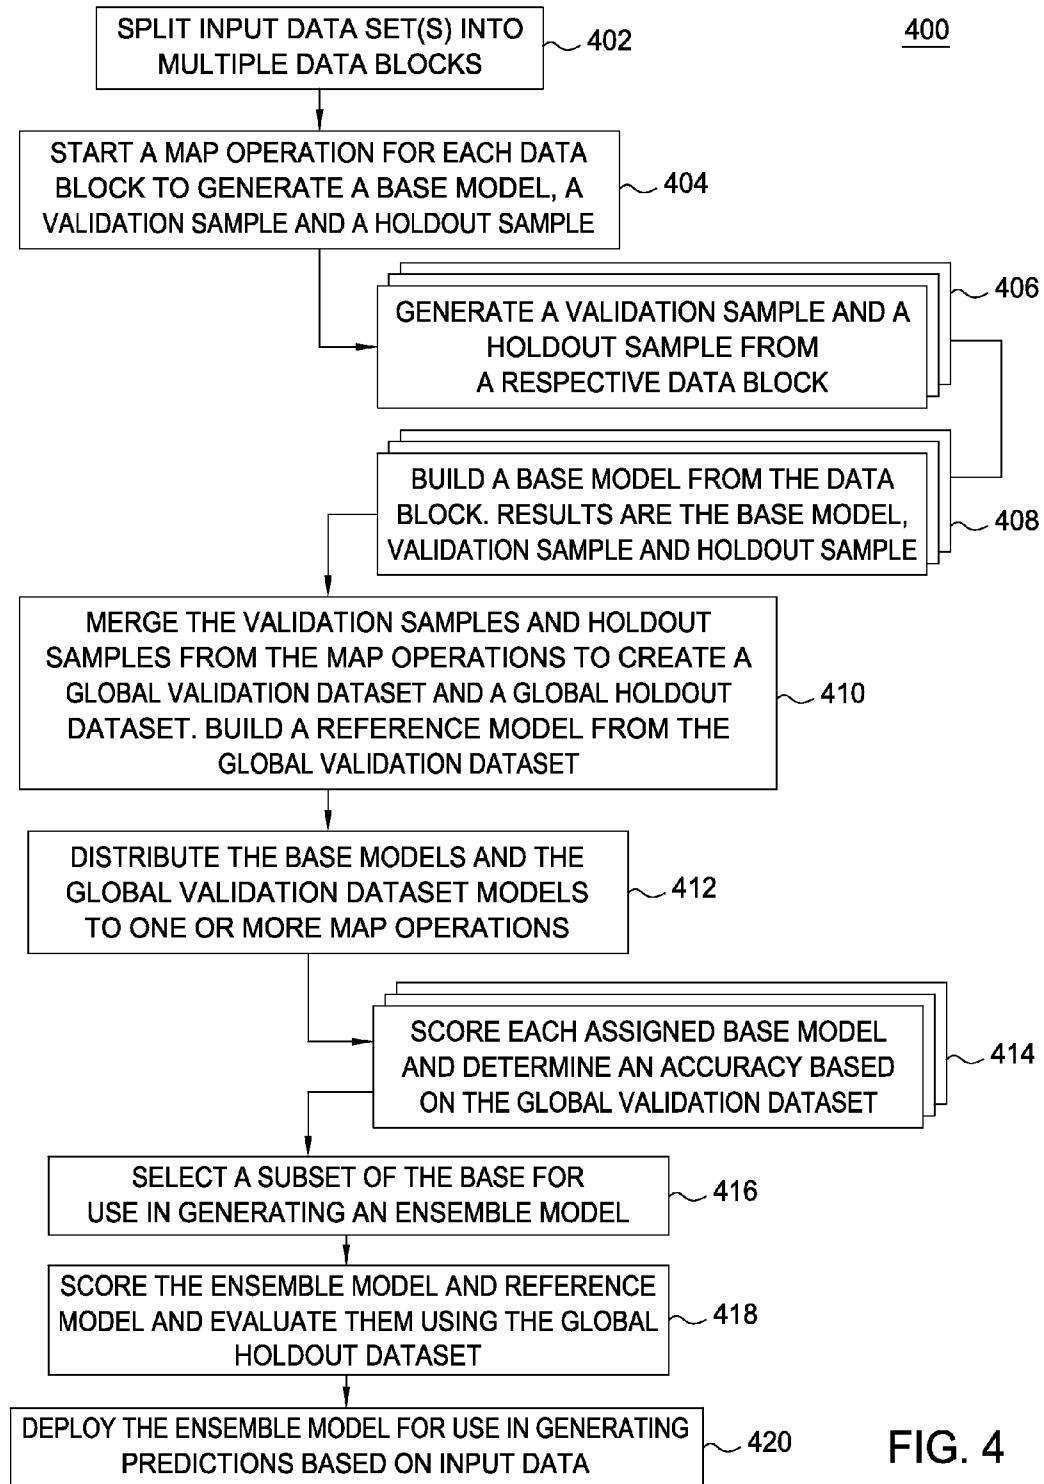 400
SPLIT INPUT DATA SET(S) INTO
MULTIPLE DATA BLOCKS
402
START A MAP OPERATION FOR EACH DATA
BLOCK TO GENERATE A BASE MODEL, A
VALIDATION SAMPLE AND A HOLDOUT SAMPLE
404
GENERATE A VALIDATION SAMPLE AND A
HOLDOUT SAMPLE FROM
A RESPECTIVE DATA BLOCK
406
BUILD A BASE MODEL FROM THE DATA
BLOCK. RESULTS ARE THE BASE MODEL,
VALIDATION SAMPLE AND HOLDOUT SAMPLE
408
MERGE THE VALIDATION SAMPLES AND HOLDOUT
SAMPLES FROM THE MAP OPERATIONS TO CREATE A
GLOBAL VALIDATION DATASET AND A GLOBAL HOLDOUT
DATASET. BUILD A REFERENCE MODEL FROM THE
GLOBAL VALIDATION DATASET
410
DISTRIBUTE THE BASE MODELS AND THE
GLOBAL VALIDATION DATASET MODELS
TO ONE OR MORE MAP OPERATIONS
412
SCORE EACH ASSIGNED BASE MODEL
AND DETERMINE AN ACCURACY BASED
ON THE GLOBAL VALIDATION DATASET
414
SELECT A SUBSET OF THE BASE FOR
USE IN GENERATING AN ENSEMBLE MODEL
416
SCORE THE ENSEMBLE MODEL AND REFERENCE
MODEL AND EVALUATE THEM USING THE GLOBAL
HOLDOUT DATASET
418
DEPLOY THE ENSEMBLE MODEL FOR USE IN GENERATING
PREDICTIONS BASED ON INPUT DATA
420
FIG. 4